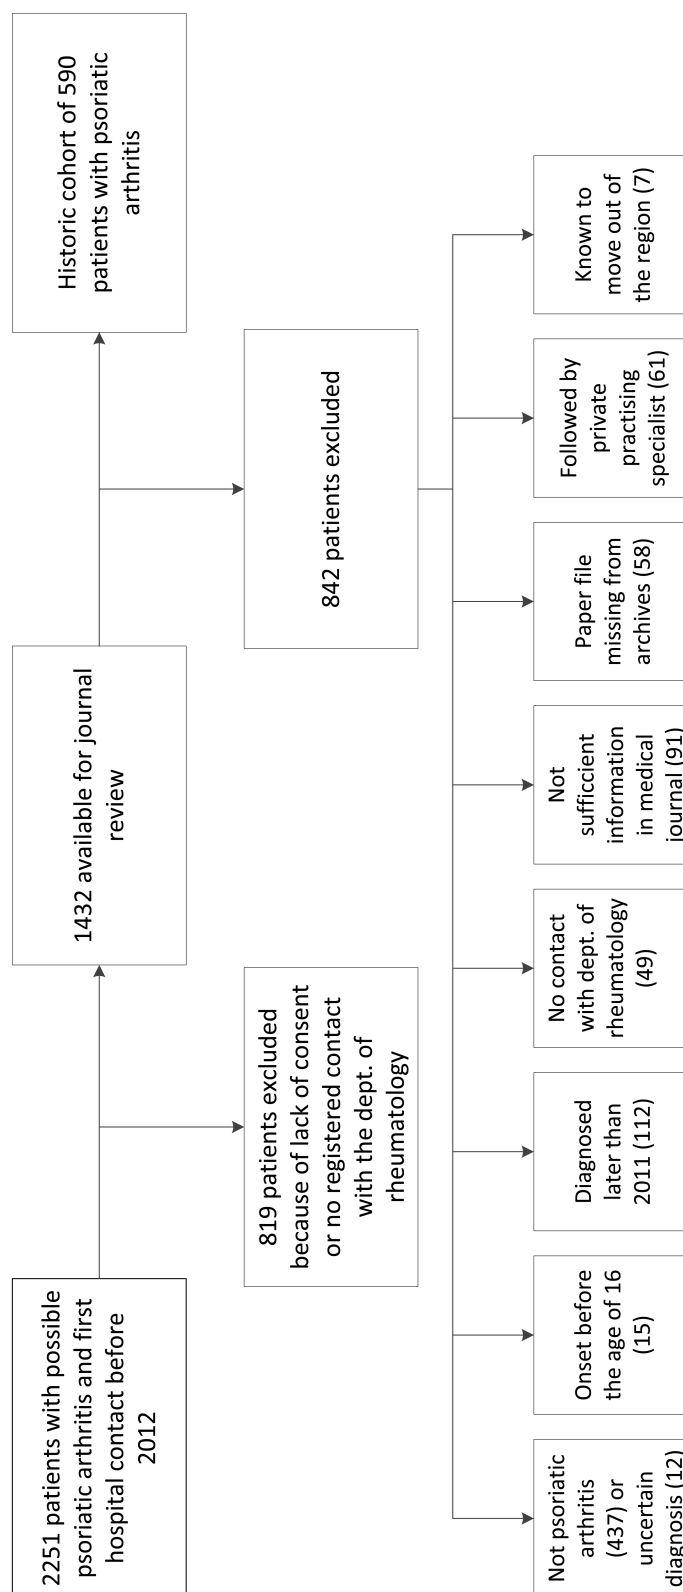 2251 patients with possible
psoriatic arthritis and first
hospital contact before
2012
819 patients excluded
because of lack of consent
or no registered contact
with the dept. of
rheumatology
1432 available for journal
review
842 patients excluded
Historic cohort of 590
patients with psoriatic
arthritis
Not psoriatic
arthritis
(437) or
uncertain
diagnosis (12)
Onset before
the age of 16
(15)
Diagnosed
later than
2011 (112)
No contact
with dept. of
rheumatology
(49)
Not
sufficcient
information
in medical
journal (91)
Paper file
missing from
archives (58)
Followed by
private
practising
specialist (61)
Known to
move out of
the region (7)